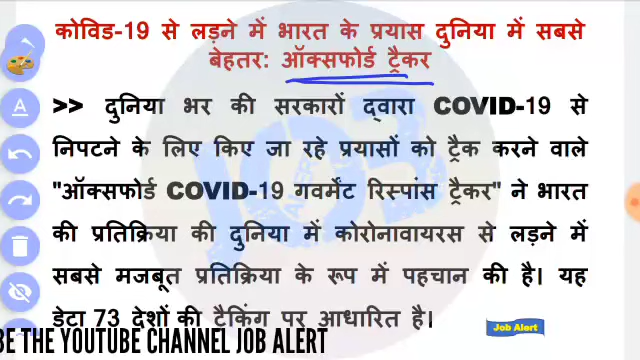 कोविड-19 से लड़ने में भारत के प्रयास दुनिया में सबसे
बेहतर: ऑक्सफोर्ड ट्रैकर
>> दुनिया भर की सरकारों द्वारा COVID-19 से
निपटने के लिए किए जा रहे प्रयासों को ट्रैक करने वाले
"ऑक्सफोर्ड COVID-19 गवर्मेंट रिस्पांस ट्रैकर" ने भारत
की प्रतिक्रिया की दुनिया में कोरोनावायरस से लड़ने में
सबसे मजबूत प्रतिक्रिया के रूप में पहचान की है। यह
डेटा 73 देशों की टैकिंग पर आधारित है।
Job Alert
BE THE YOUTUBE CHANNEL JOB ALERT